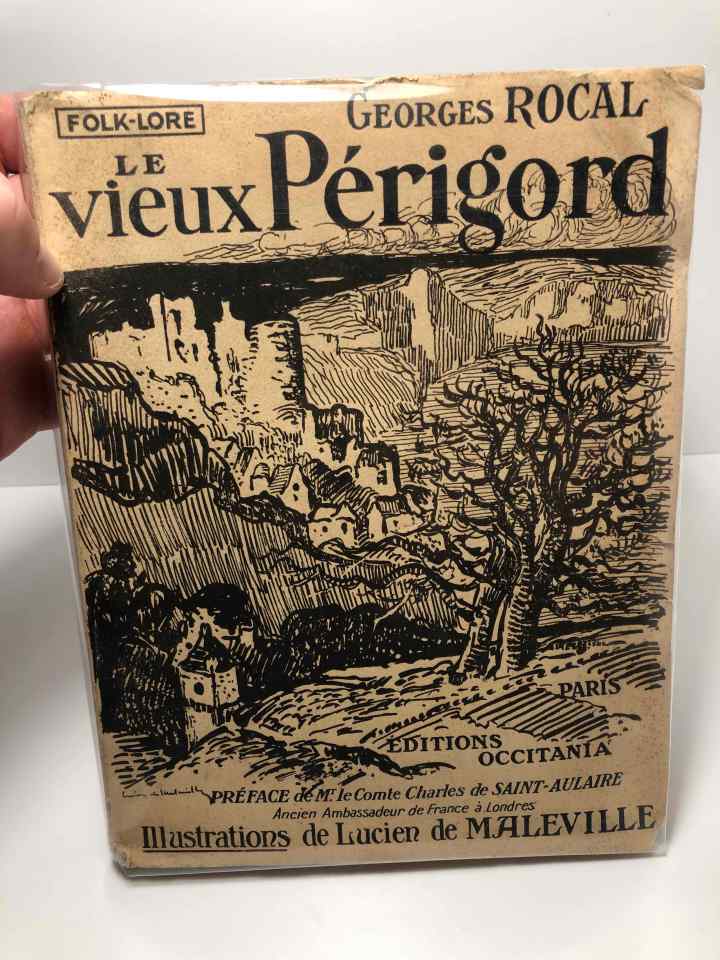 FOLK-LORE
GEORGES ROCAL
LE
vieux Périgord
PARIS
EDITIONS
OCCITANIA
PRÉFACE de Mr le Comte Charles de SAINT-AULAIRE
Ancien Ambassadeur de France à Londres
Illustrations de Lucien de MALEVILLE